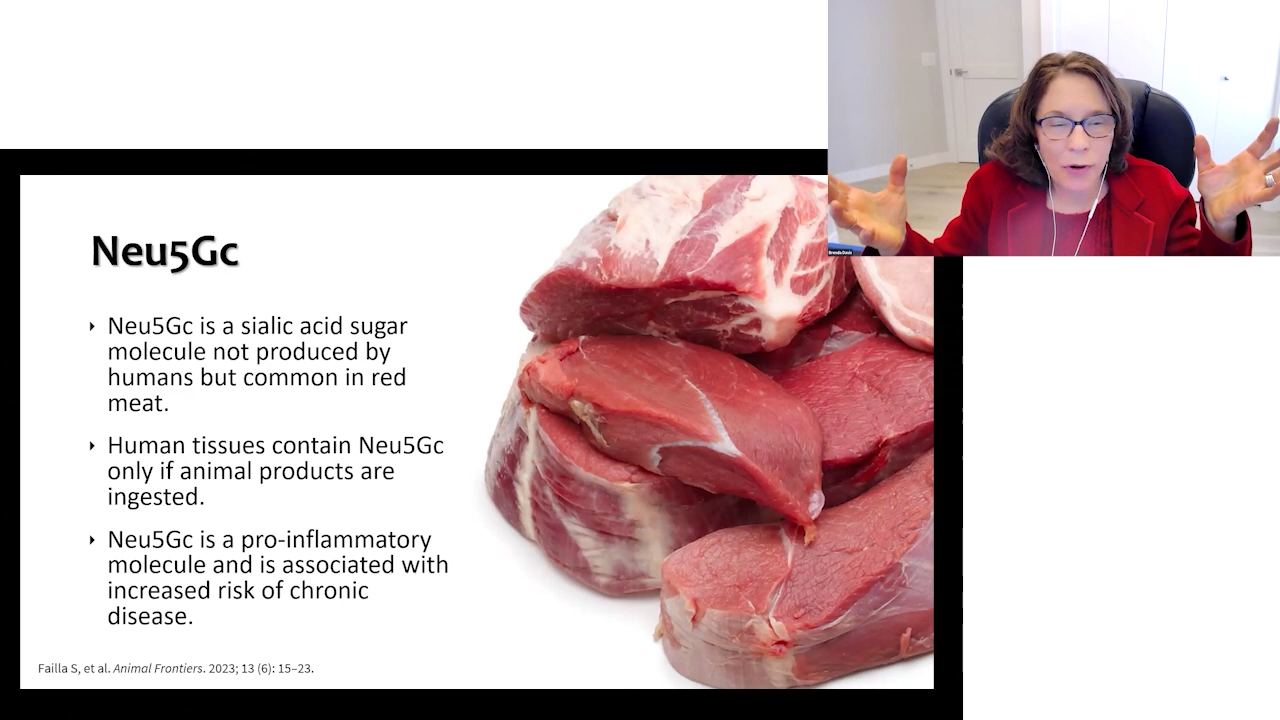 Brenda Davis
Neu5Gc
Neu5Gc is a sialic acid sugar
molecule not produced by
humans but common in red
meat.
Human tissues contain Neu5Gc
only if animal products are
ingested.
Neu5Gc is a pro-inflammatory
molecule and is associated with
increased risk of chronic
disease.
Failla S, et al. Animal Frontiers. 2023; 13 (6): 15–23.